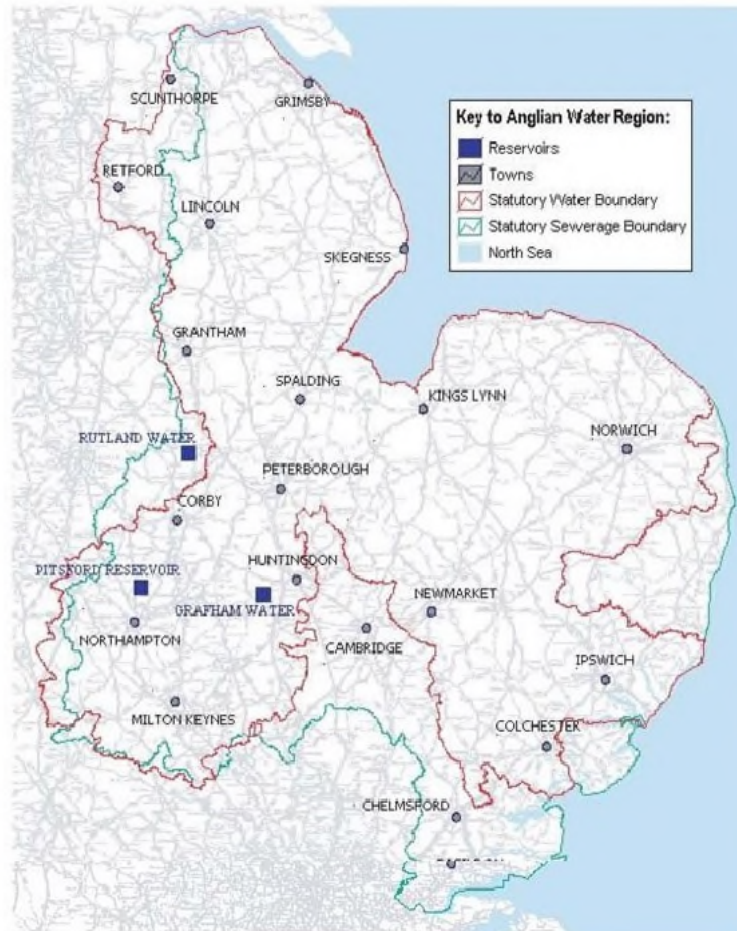 SCUNTHORPE
GRIMSBY
Key to Anglian Water Region:
Reservoirs
Towns
Statutory Water Boundary
Statutory Sewerage Boundary
North Sea
RETFORD
LINCOLN
SKEGNESS
GRANTHAM
SPALDING
KINGS LYNN
NORWICH
RUTLAND WATER
PETERBOROUGH
CORBY
HUNTINGDON
PITSFORD RESERVOIR
NEWMARKET
GRAFHAM WATER
NORTHAMPTON
CAMBRIDGE
IPSWICH
MILTON KEYNES
COLCHESTER
CHELMSFORD